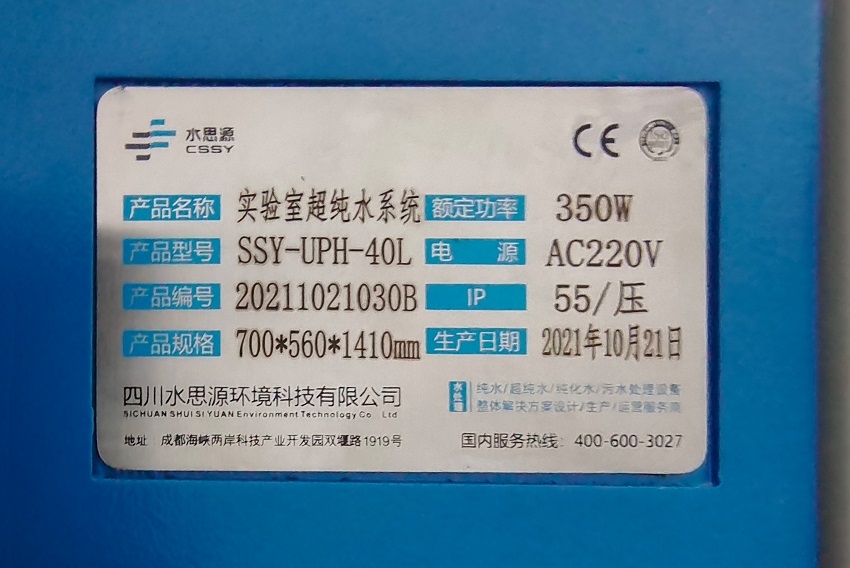 水思源
CSSY
CE
ISO
产品名称 实验室超纯水系统 额定功率 350W
产品型号 SSY-UPH-40L 电 源 AC220V
产品编号 20211021030B IP 55/压
产品规格 700*560*1410mm 生产日期 2021年10月21日
四川水思源环境科技有限公司
SICHUAN SHUI SI YUAN Environment Technology Co., Ltd
水处理
纯水/超纯水/纯化水/污水处理设备
整体解决方案设计/生产/运营服务商
地址 成都海峡两岸科技产业开发园双堰路1919号
国内服务热线: 400-600-3027